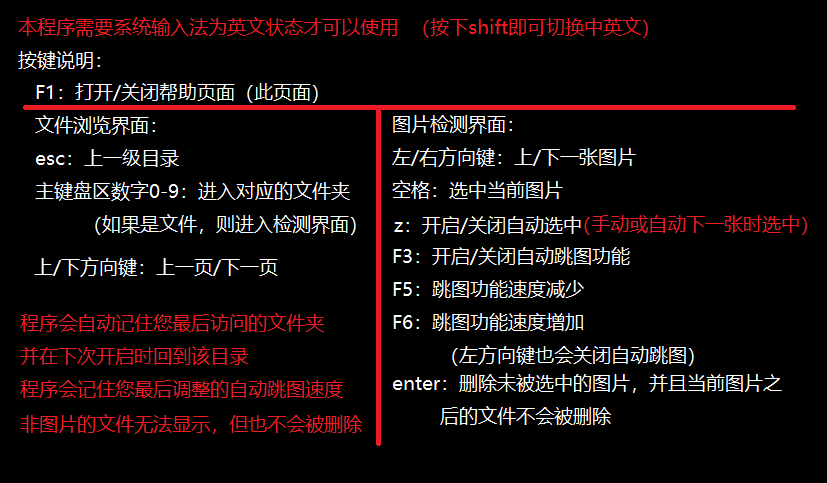 本程序需要系统输入法为英文状态才可以使用 （按下shift即可切换中英文）
按键说明：
F1：打开/关闭帮助页面（此页面）
文件浏览界面：
esc：上一级目录
主键盘区数字0-9：进入对应的文件夹
（如果是文件，则进入检测界面）
上/下方向键：上一页/下一页
程序会自动记住您最后访问的文件夹
并在下次开启时回到该目录
程序会记住您最后调整的自动跳图速度
非图片的文件无法显示，但也不会被删除
图片检测界面：
左/右方向键：上/下一张图片
空格：选中当前图片
z：开启/关闭自动选中（手动或自动下一张时选中）
F3：开启/关闭自动跳图功能
F5：跳图功能速度减少
F6：跳图功能速度增加
（左方向键也会关闭自动跳图）
enter：删除未被选中的图片，并且当前图片之
后的文件不会被删除